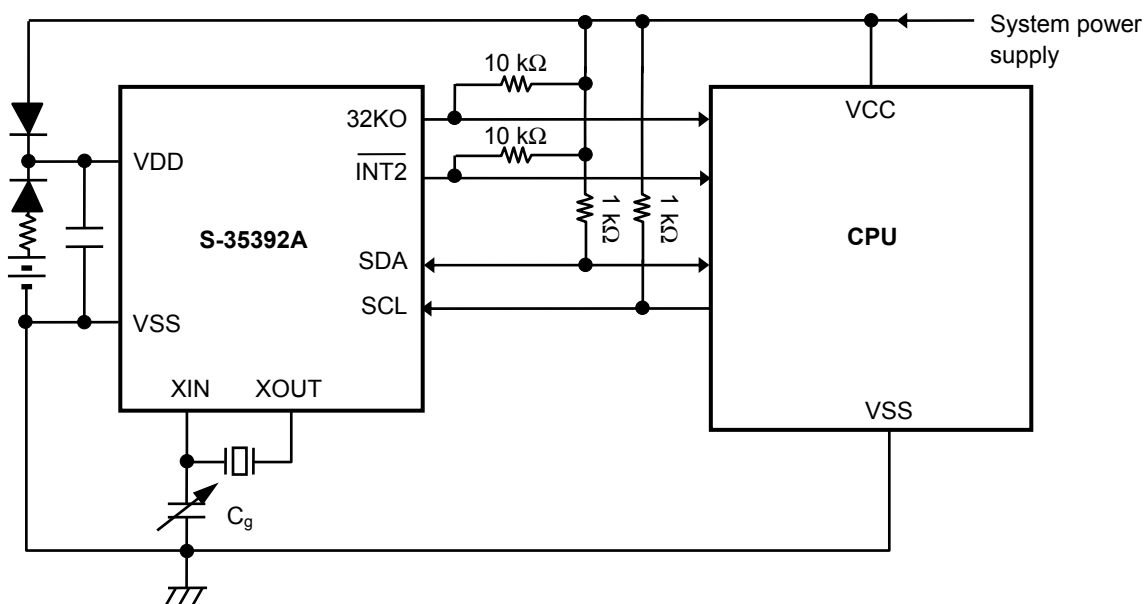 System power
supply
10 kΩ
32KO
VCC
10 kΩ
VDD
INT2
1 kΩ
1 kΩ
S-35392A
CPU
SDA
SCL
VSS
XIN
XOUT
VSS
Cg